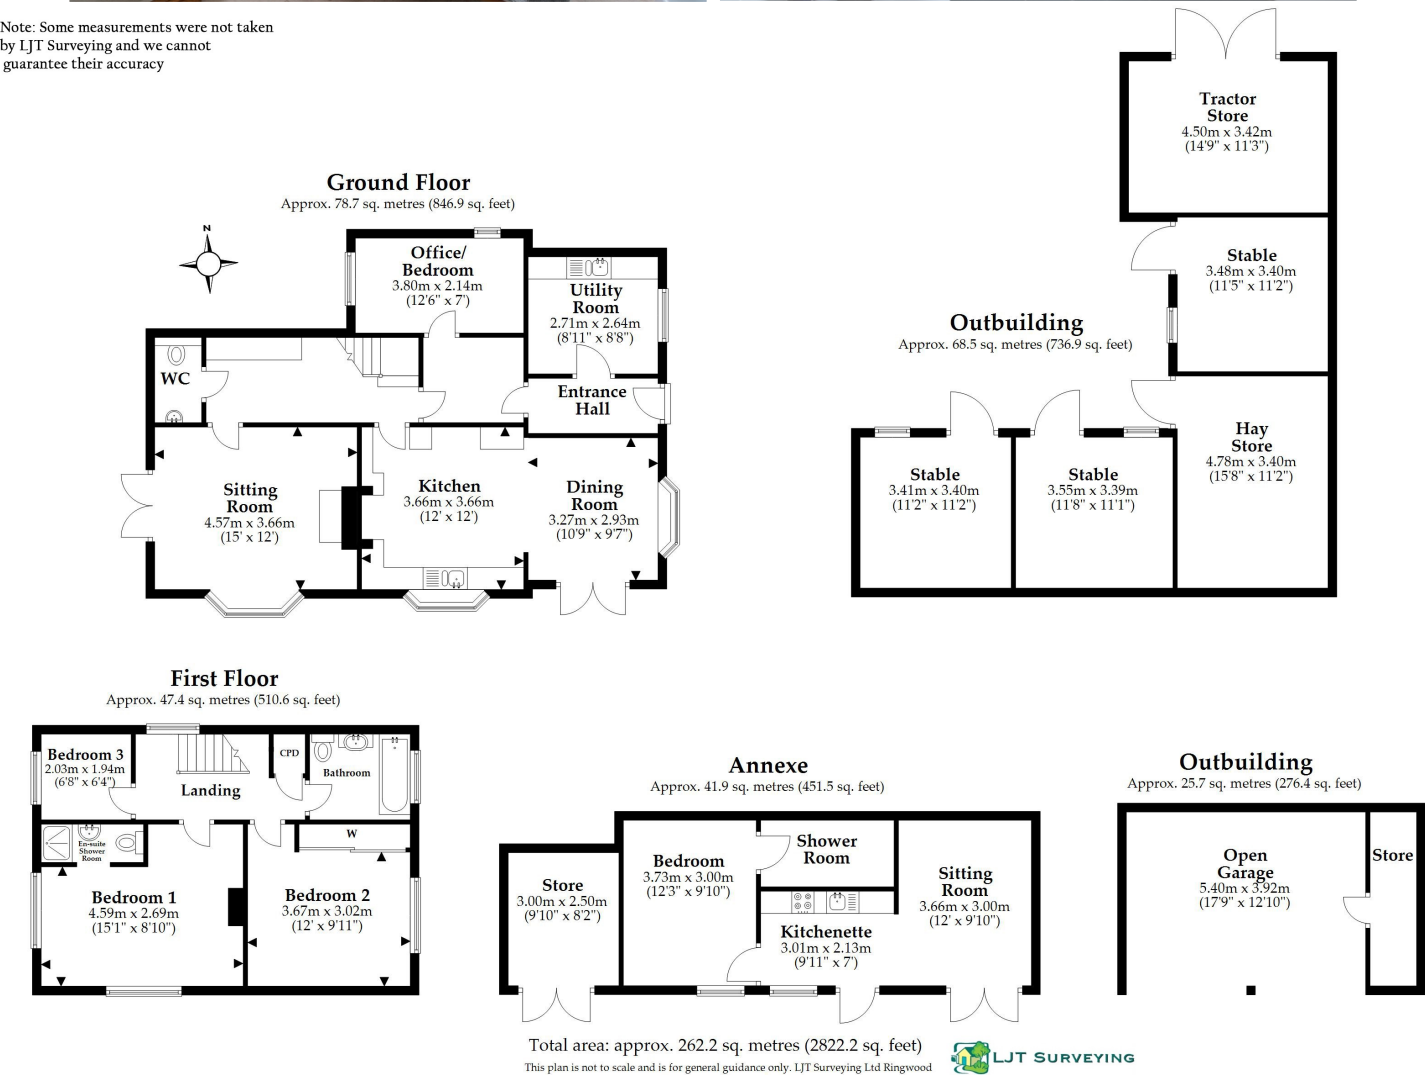 Note: Some measurements were not taken
by LJT Surveying and we cannot
guarantee their accuracy
Ground Floor
Approx. 78.7 sq. metres (846.9 sq. feet)
N
Office/
Bedroom
3.80m x 2.14m
(12'6" x 7')
Utility
Room
2.71m x 2.64m
(8'11" x 8'8")
WC
Entrance
Hall
Sitting
Room
4.57m x 3.66m
(15' x 12')
Kitchen
3.66m x 3.66m
(12' x 12')
Dining
Room
3.27m x 2.93m
(10'9" x 9'7")
Outbuilding
Approx. 68.5 sq. metres (736.9 sq. feet)
Tractor
Store
4.50m x 3.42m
(14'9" x 11'3")
Stable
3.48m x 3.40m
(11'5" x 11'2")
Hay
Store
4.78m x 3.40m
(15'8" x 11'2")
Stable
3.41m x 3.40m
(11'2" x 11'2")
Stable
3.55m x 3.39m
(11'8" x 11'1")
First Floor
Approx. 47.4 sq. metres (510.6 sq. feet)
Bedroom 3
2.03m x 1.94m
(6'8" x 6'4")
Landing
CPD
Bathroom
En-suite
Shower
Room
W
Bedroom 1
4.59m x 2.69m
(15'1" x 8'10")
Bedroom 2
3.67m x 3.02m
(12' x 9'11")
Annexe
Approx. 41.9 sq. metres (451.5 sq. feet)
Store
3.00m x 2.50m
(9'10" x 8'2")
Bedroom
3.73m x 3.00m
(12'3" x 9'10")
Shower
Room
Kitchenette
3.01m x 2.13m
(9'11" x 7')
Sitting
Room
3.66m x 3.00m
(12' x 9'10")
Outbuilding
Approx. 25.7 sq. metres (276.4 sq. feet)
Open
Garage
5.40m x 3.92m
(17'9" x 12'10")
Store
Total area: approx. 262.2 sq. metres (2822.2 sq. feet)
This plan is not to scale and is for general guidance only. LJT Surveying Ltd Ringwood
LJT SURVEYING